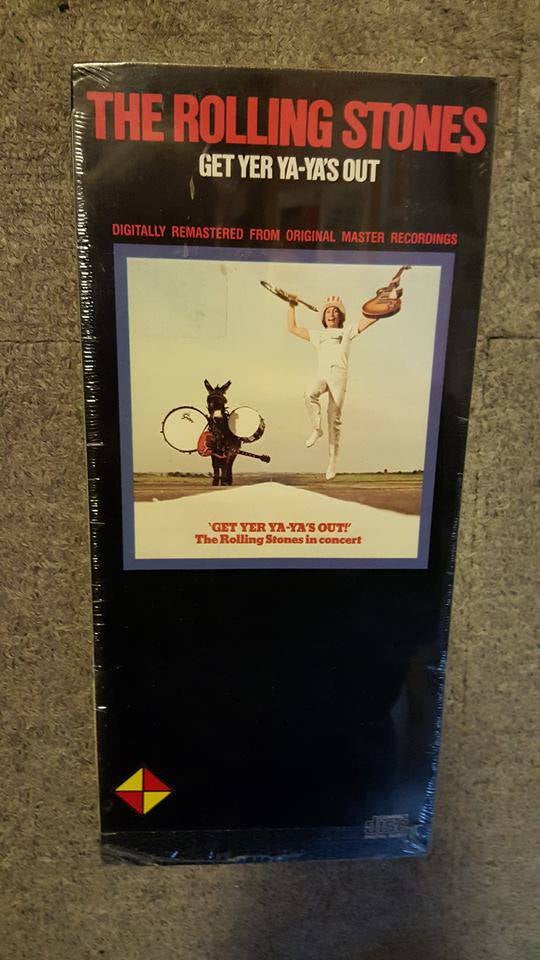 THE ROLLING STONES
GET YER YA-YA'S OUT
DIGITALLY REMASTERED FROM ORIGINAL MASTER RECORDINGS
'GET YER YA-YA'S OUT!'
The Rolling Stones in concert